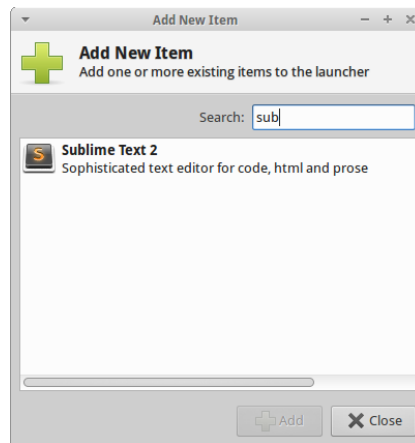 Add New Item
Add New Item
Add one or more existing items to the launcher
Search: sub
Sublime Text 2
Sophisticated text editor for code, html and prose
Add Close